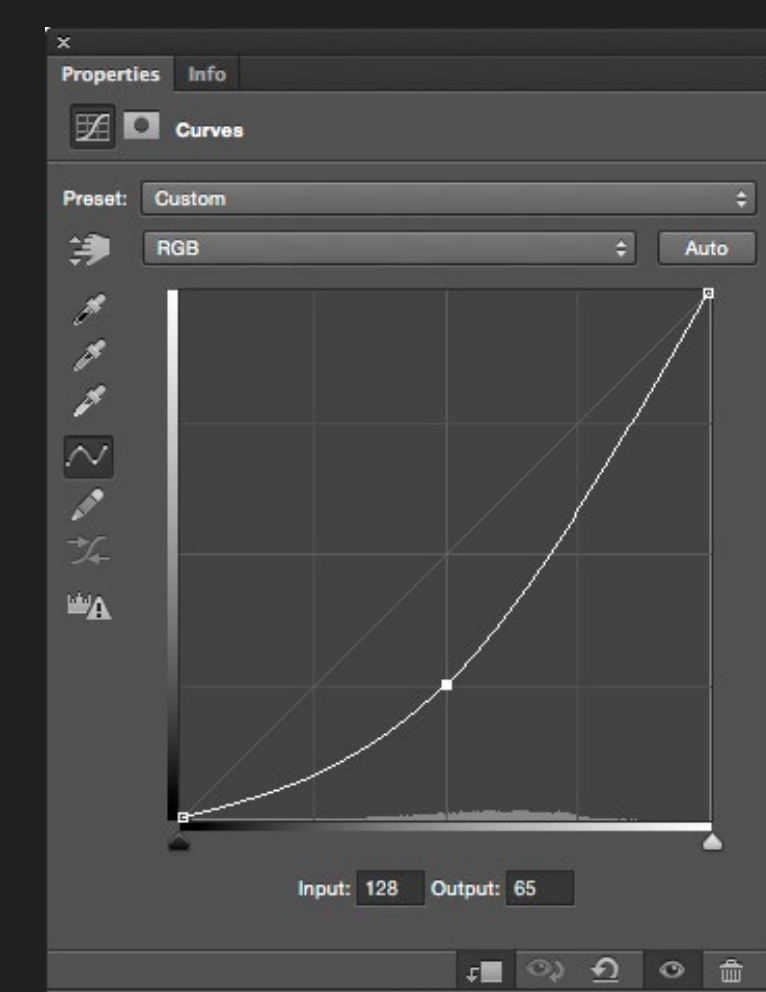 Properties Info
Curves
Preset: Custom
RGB Auto
Input: 128 Output: 65